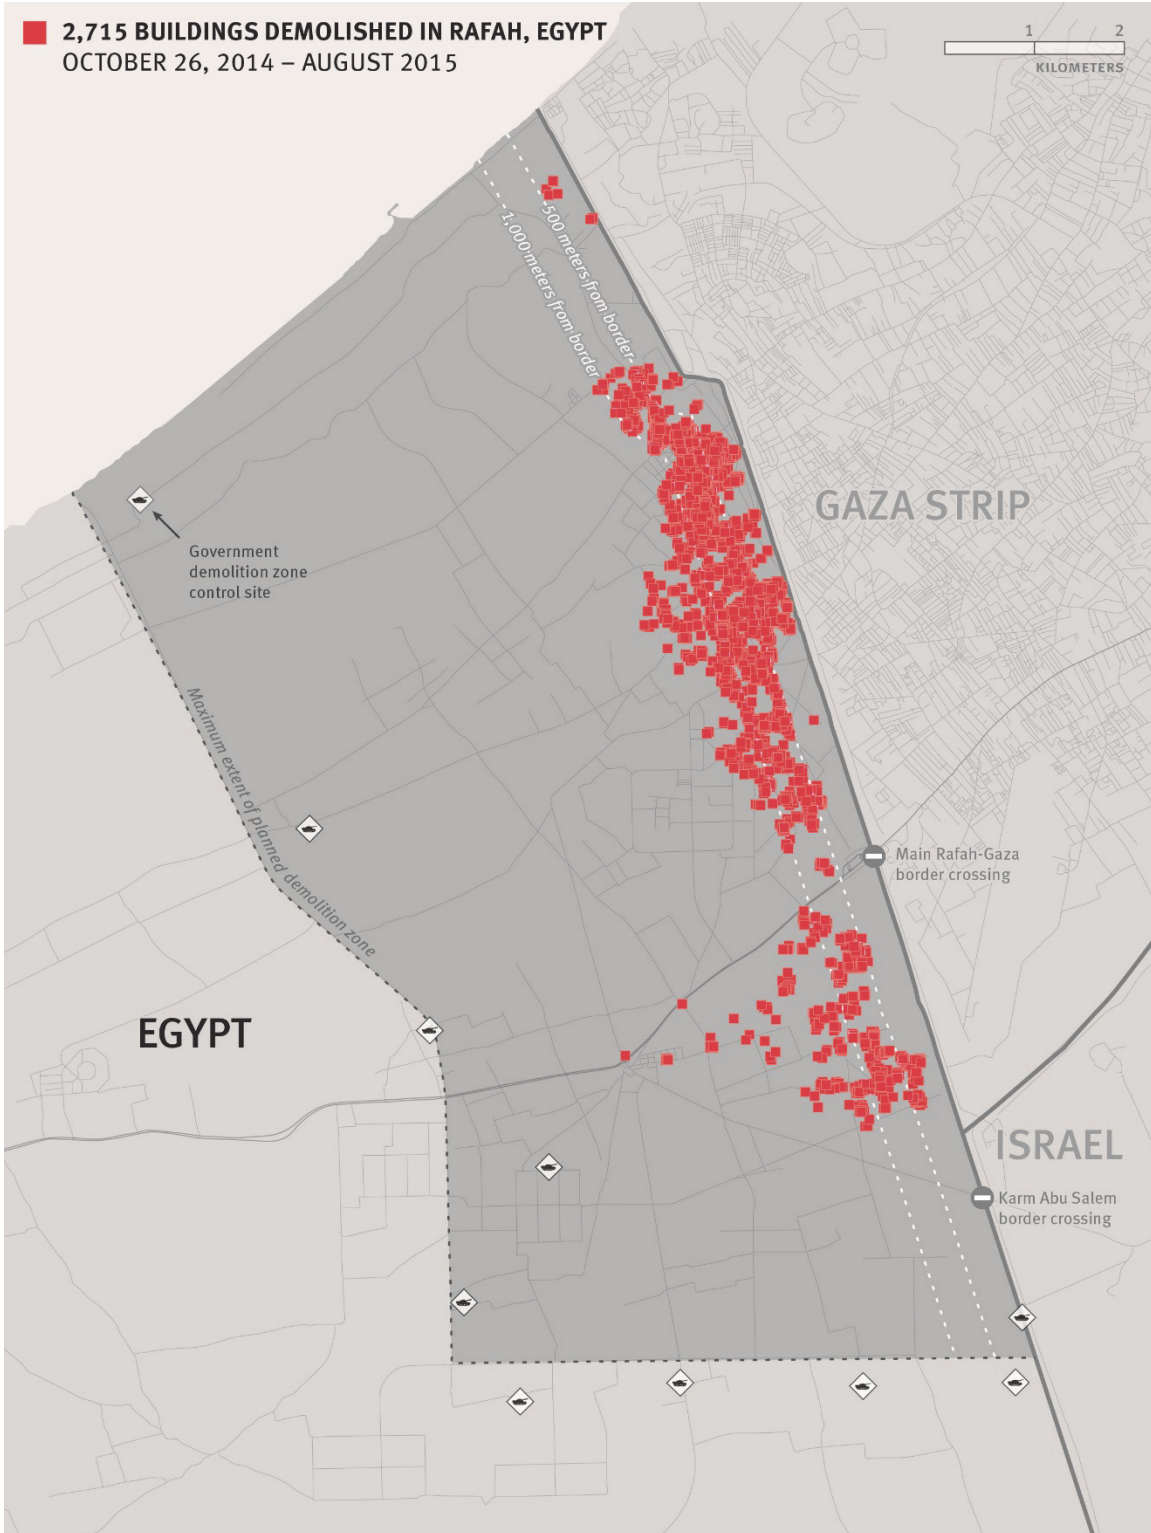 2,715 BUILDINGS DEMOLISHED IN RAFAH, EGYPT
OCTOBER 26, 2014 – AUGUST 2015
1 2
KILOMETERS
500 meters from border
1,000 meters from border
GAZA STRIP
Government
demolition zone
control site
Maximum extent of planned demolition zone
Main Rafah-Gaza
border crossing
EGYPT
ISRAEL
Karm Abu Salem
border crossing